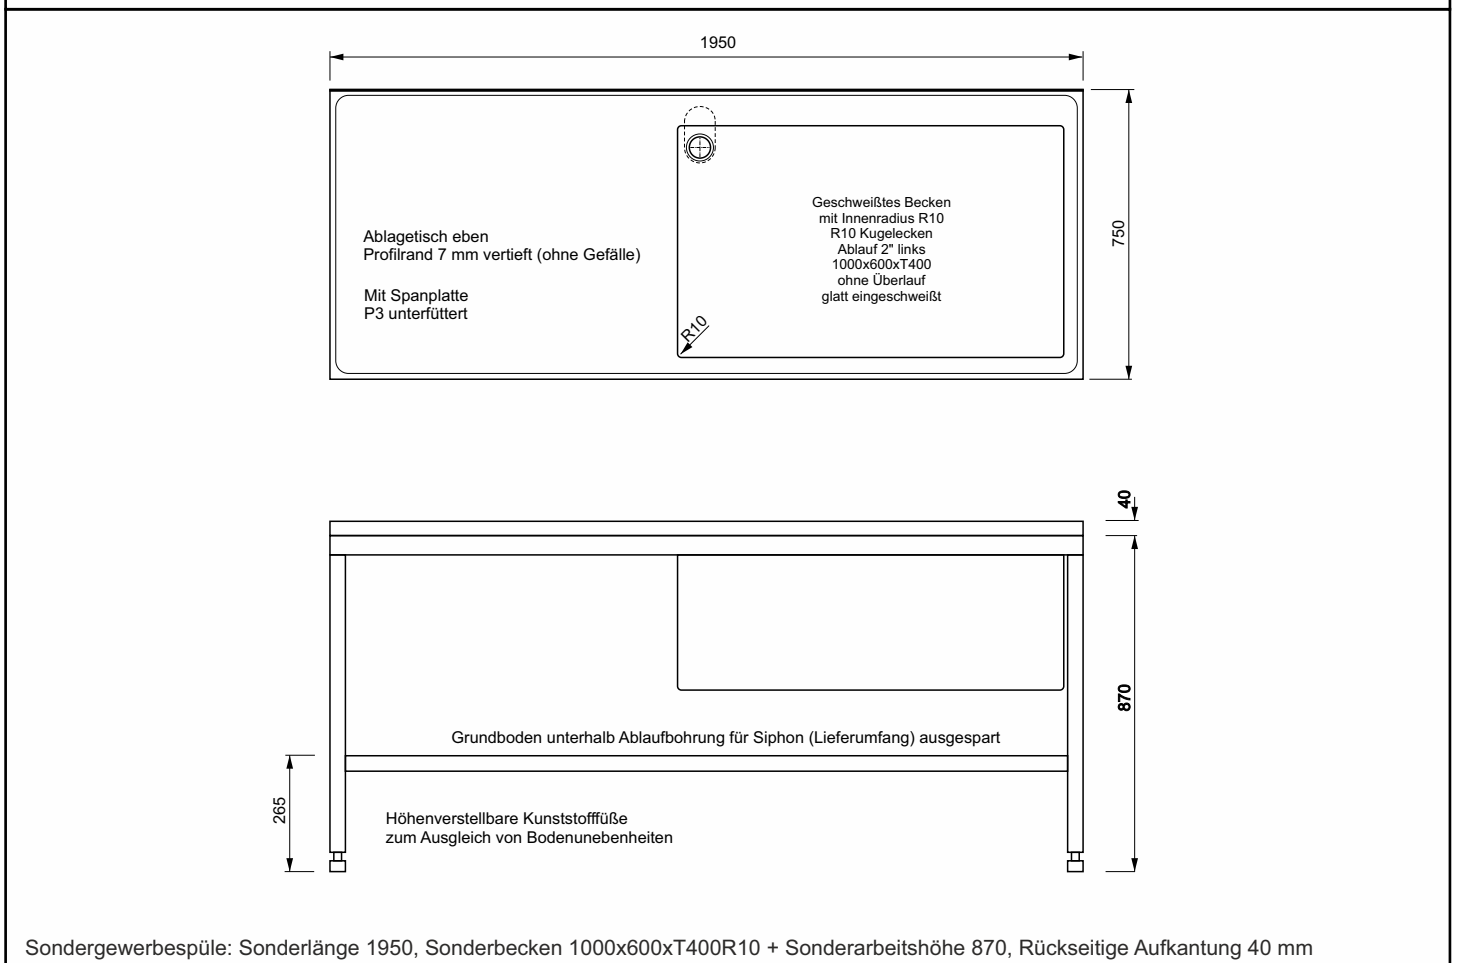 1950
Ablagetisch eben
Profilrand 7 mm vertieft (ohne Gefälle)
Mit Spanplatte
P3 unterfüttert
Geschweißtes Becken
mit Innenradius R10
R10 Kugelecken
Ablauf 2" links
1000x600xT400
ohne Überlauf
glatt eingeschweißt
R10
750
40
870
Grundboden unterhalb Ablaufbohrung für Siphon (Lieferumfang) ausgespart
265
Höhenverstellbare Kunststofffüße
zum Ausgleich von Bodenunebenheiten
Sondergewerbespüle: Sonderlänge 1950, Sonderbecken 1000x600xT400R10 + Sonderarbeitshöhe 870, Rückseitige Aufkantung 40 mm